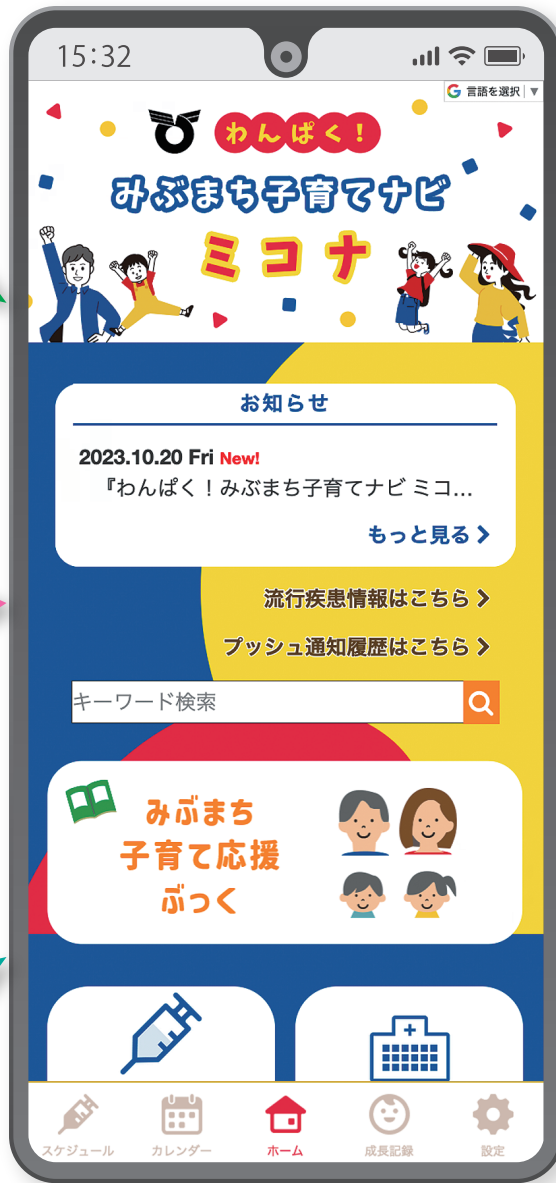 15:32
言語を選択
わんぱく!
みぶまち子育てナビ
ミコナ
お知らせ
2023.10.20 Fri New!
『わんぱく！みぶまち子育てナビ ミコ...
もっと見る
流行疾患情報はこちら
プッシュ通知履歴はこちら
キーワード検索
みぶまち
子育て応援
ぶっく
スケジュール カレンダー ホーム 成長記録 設定